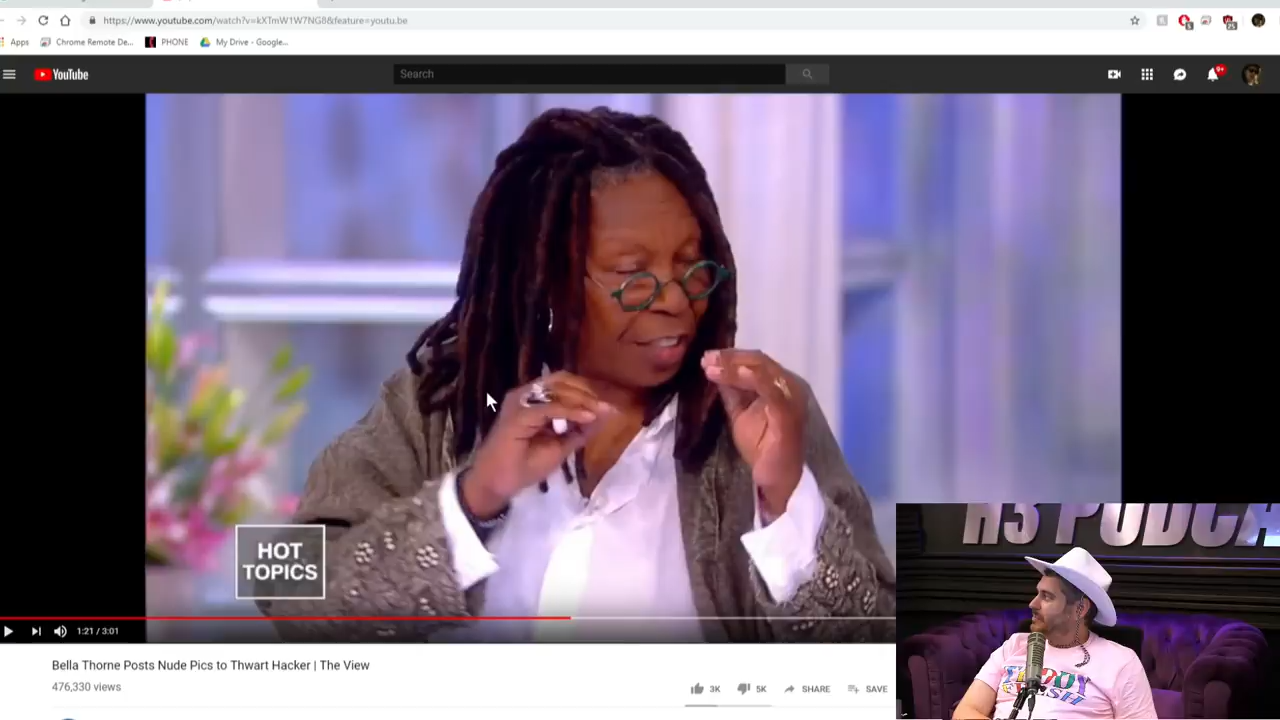 https://www.youtube.com/watch?v=kXTmW1W7NG8&feature=youtu.be
Apps
Chrome Remote De...
PHONE
My Drive - Google...
YouTube
Search
9+
HOT
TOPICS
1:21 / 3:01
H3 PODCA
TEDDY
FRESH
Bella Thorne Posts Nude Pics to Thwart Hacker | The View
476,330 views
3K
5K
SHARE
SAVE